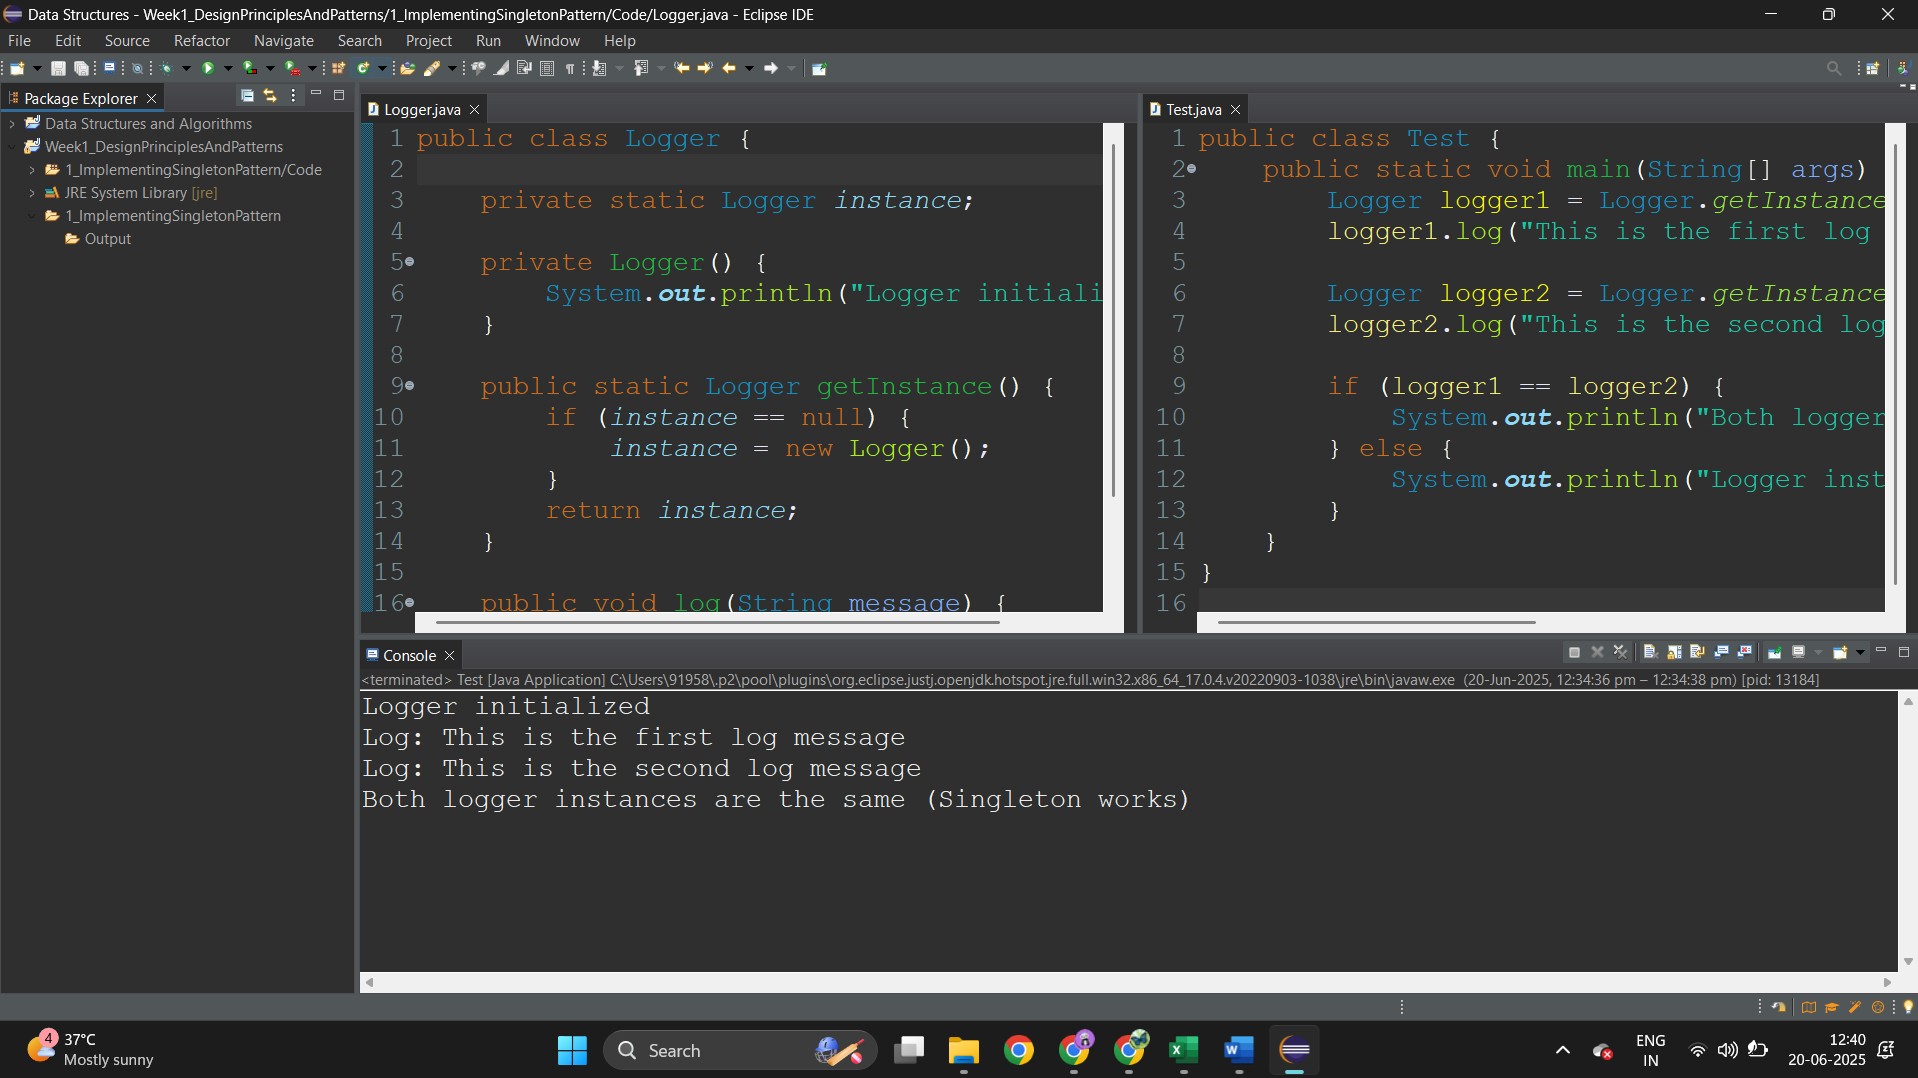 Data Structures - Week1_DesignPrinciplesAndPatterns/1_ImplementingSingletonPattern/Code/Logger.java - Eclipse IDE
File Edit Source Refactor Navigate Search Project Run Window Help
Package Explorer
Data Structures and Algorithms
Week1_DesignPrinciplesAndPatterns
1_ImplementingSingletonPattern/Code
JRE System Library [jre]
1_ImplementingSingletonPattern
Output
Logger.java
1 public class Logger {
2
3 private static Logger instance;
4
5 private Logger() {
6 System.out.println("Logger initiali
7 }
8
9 public static Logger getInstance() {
10 if (instance == null) {
11 instance = new Logger();
12 }
13 return instance;
14 }
15
16 public void log(String message) {
Test.java
1 public class Test {
2 public static void main(String[] args)
3 Logger logger1 = Logger.getInstance
4 logger1.log("This is the first log
5
6 Logger logger2 = Logger.getInstance
7 logger2.log("This is the second log
8
9 if (logger1 == logger2) {
10 System.out.println("Both logger
11 } else {
12 System.out.println("Logger inst
13 }
14 }
15 }
16
Console
<terminated> Test [Java Application] C:\Users\91958\.p2\pool\plugins\org.eclipse.justj.openjdk.hotspot.jre.full.win32.x86_64_17.0.4.v20220903-1038\jre\bin\javaw.exe (20-Jun-2025, 12:34:36 pm – 12:34:38 pm) [pid: 13184]
Logger initialized
Log: This is the first log message
Log: This is the second log message
Both logger instances are the same (Singleton works)
4
37°C
Mostly sunny
Search
ENG
IN
12:40
20-06-2025